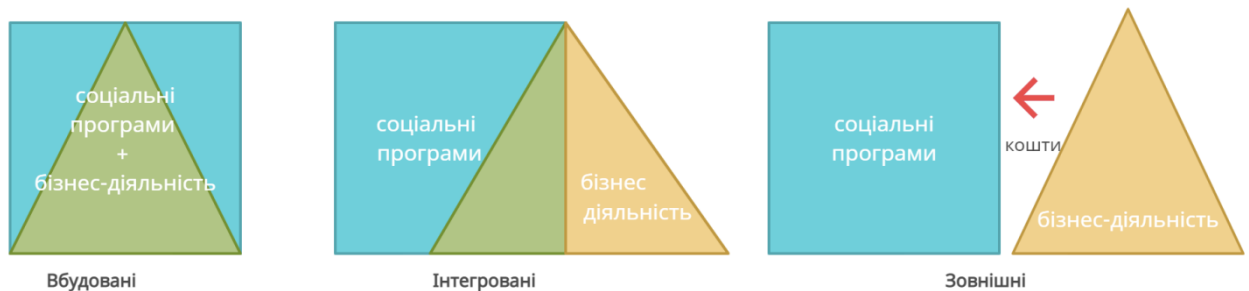 соціальні
програми
+
бізнес-діяльність
Вбудовані
соціальні
програми
бізнес
діяльність
Інтегровані
соціальні
програми
кошти
бізнес-діяльність
Зовнішні